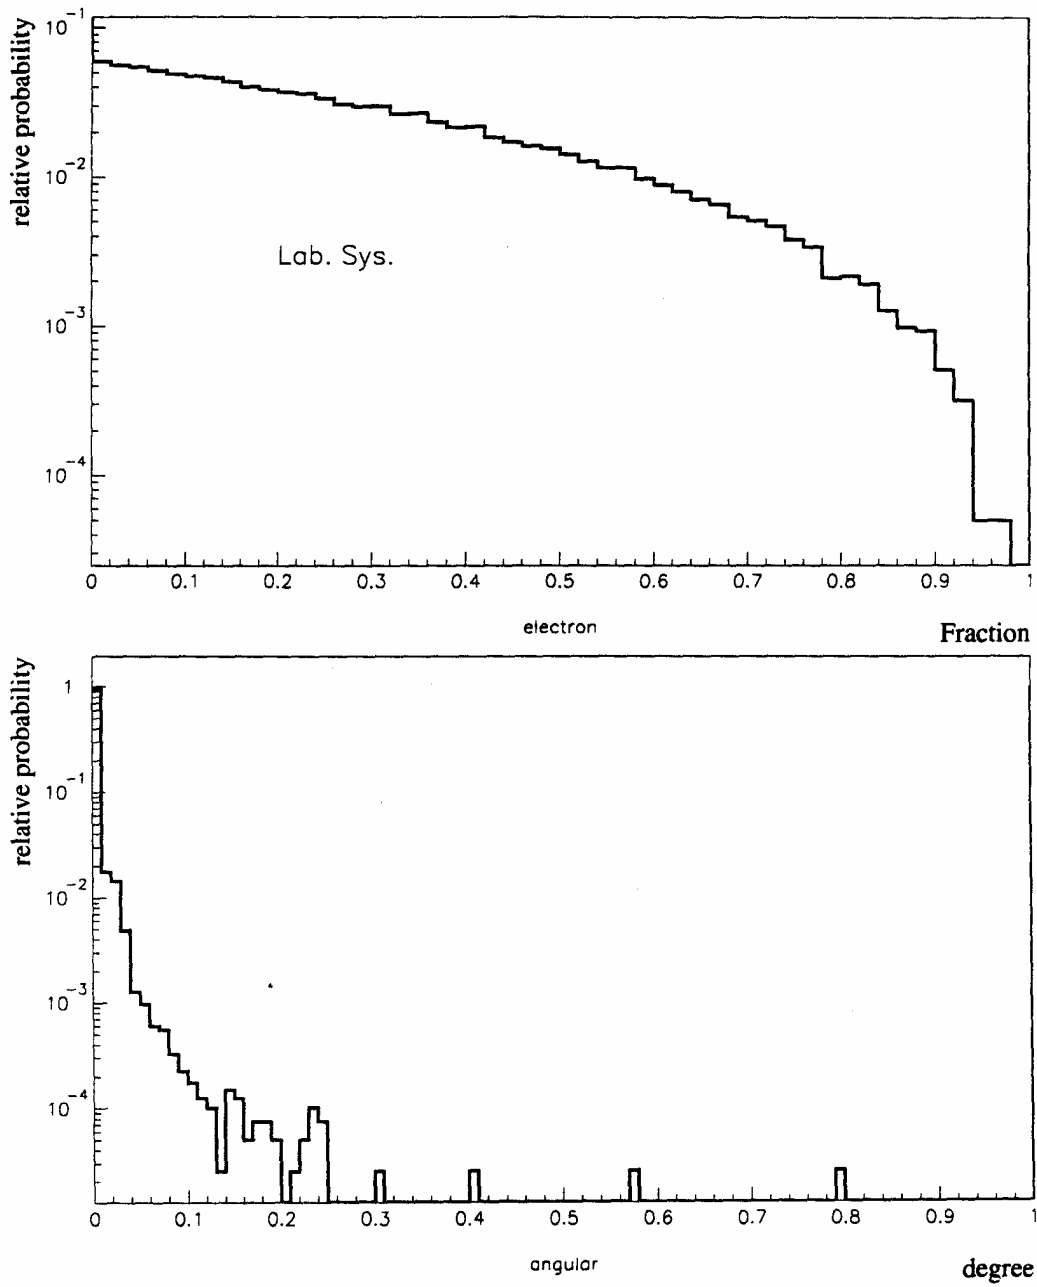 relative probability
10⁻¹
10⁻²
10⁻³
10⁻⁴
Lab. Sys.
0 0.1 0.2 0.3 0.4 0.5 0.6 0.7 0.8 0.9 1
electron
Fraction
relative probability
1
10⁻¹
10⁻²
10⁻³
10⁻⁴
0 0.1 0.2 0.3 0.4 0.5 0.6 0.7 0.8 0.9 1
angular
degree